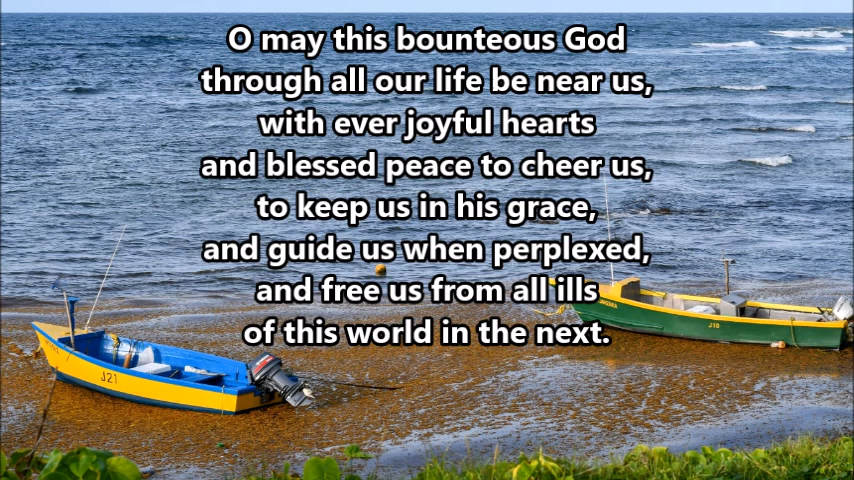 O may this bounteous God
through all our life be near us,
with ever joyful hearts
and blessed peace to cheer us,
to keep us in his grace,
and guide us when perplexed,
and free us from all ills
of this world in the next.
J21
J10